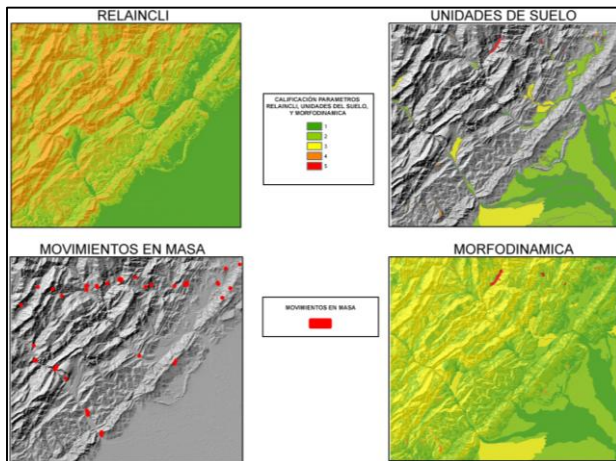 RELAINCLI
UNIDADES DE SUELO
CALIFICACIÓN PARAMETROS
RELAINCLI, UNIDADES DEL SUELO,
Y MORFODINAMICA
1
2
3
4
5
MOVIMIENTOS EN MASA
MORFODINAMICA
MOVIMIENTOS EN MASA